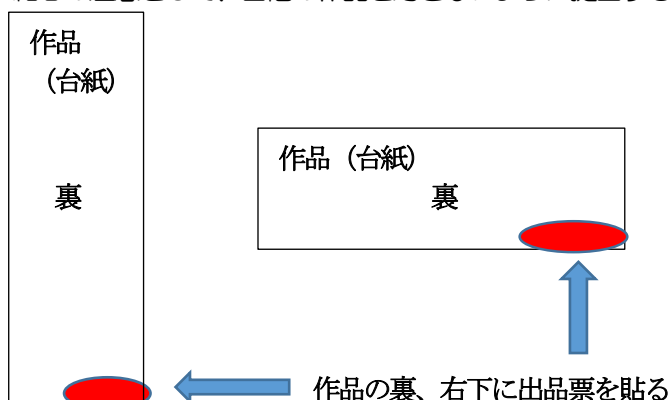 作品
（台紙）
裏
作品（台紙）
裏
作品の裏、右下に出品票を貼る